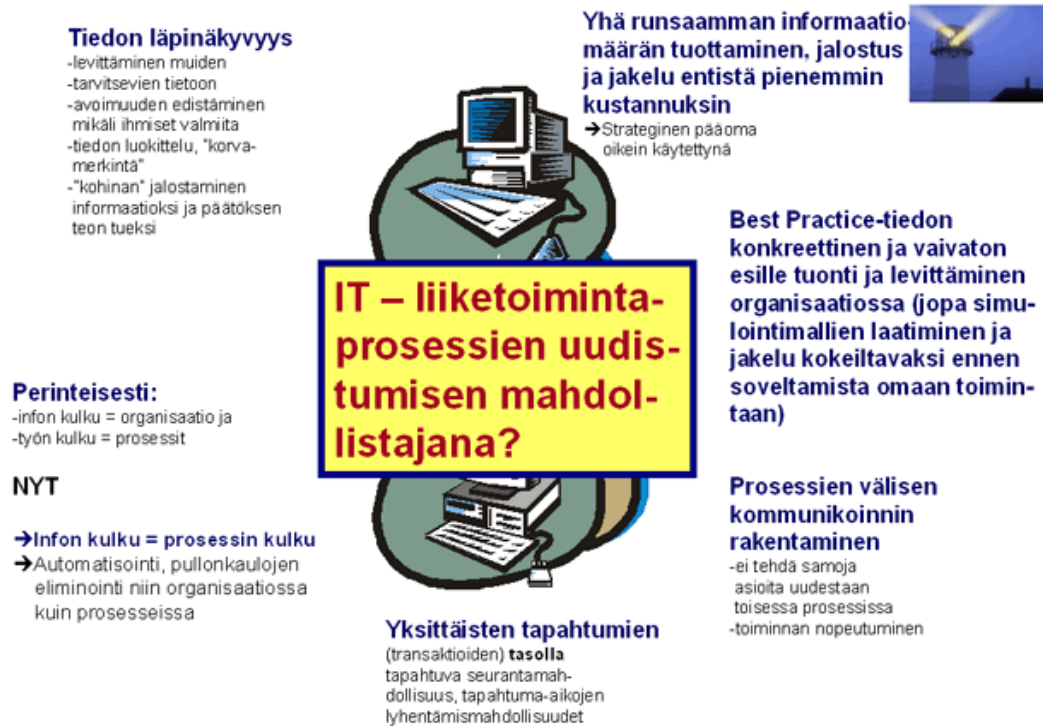 Tiedon läpinäkyvyys
-levittäminen muiden
-tarvitsevien tietoon
-avoimuuden edistäminen
mikäli ihmiset valmiita
-tiedon luokittelu, "korva-
merkintä"
-"kohinan" jalostaminen
informaatioksi ja päätöksen
teon tueksi
Yhä runsaamman informaatio-
määrän tuottaminen, jalostus
ja jakelu entistä pienemmin
kustannuksin
➔Strateginen pääoma
oikein käytettynä
IT – liiketoiminta-
prosessien uudis-
tumisen mahdol-
listajana?
Best Practice-tiedon
konkreettinen ja vaivaton
esille tuonti ja levittäminen
organisaatiossa (jopa simu-
lointimallien laatiminen ja
jakelu kokeiltavaksi ennen
soveltamista omaan toimin-
taan)
Perinteisesti:
-infon kulku = organisaatio ja
-työn kulku = prosessit
NYT
➔Infon kulku = prosessin kulku
➔Automatisointi, pullonkaulojen
eliminointi niin organisaatiossa
kuin prosesseissa
Prosessien välisen
kommunikoinnin
rakentaminen
-ei tehdä samoja
asioita uudestaan
toisessa prosessissa
-toiminnan nopeutuminen
Yksittäisten tapahtumien
(transaktioiden) tasolla
tapahtuva seurantamah-
dollisuus, tapahtuma-aikojen
lyhentämismahdollisuudet